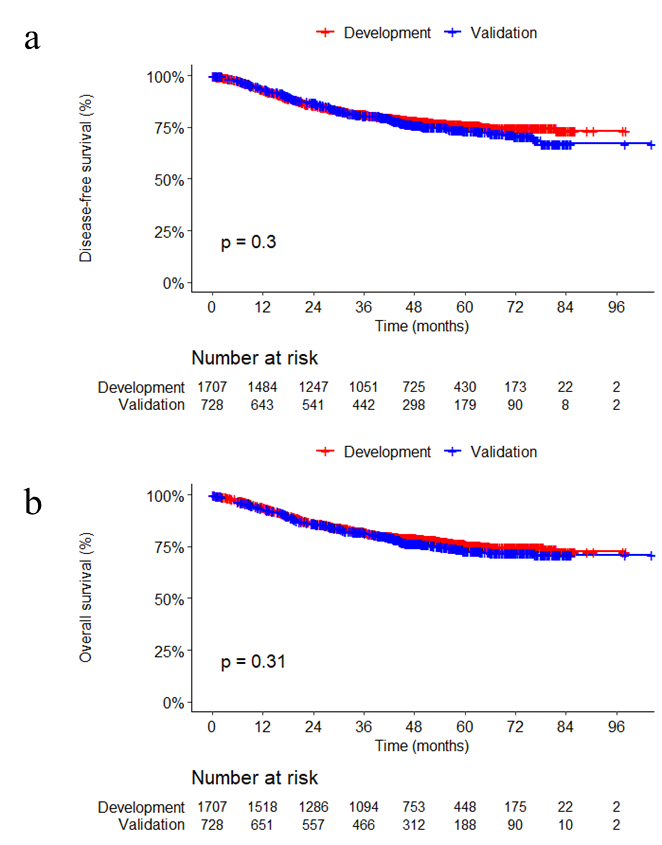 a
Development Validation
100%
75%
50%
25%
0%
Disease-free survival (%)
p = 0.3
0 12 24 36 48 60 72 84 96
Time (months)
Number at risk
Development 1707 1484 1247 1051 725 430 173 22 2
Validation 728 643 541 442 298 179 90 8 2
b
Development Validation
100%
75%
50%
25%
0%
Overall survival (%)
p = 0.31
0 12 24 36 48 60 72 84 96
Time (months)
Number at risk
Development 1707 1518 1286 1094 753 448 175 22 2
Validation 728 651 557 466 312 188 90 10 2